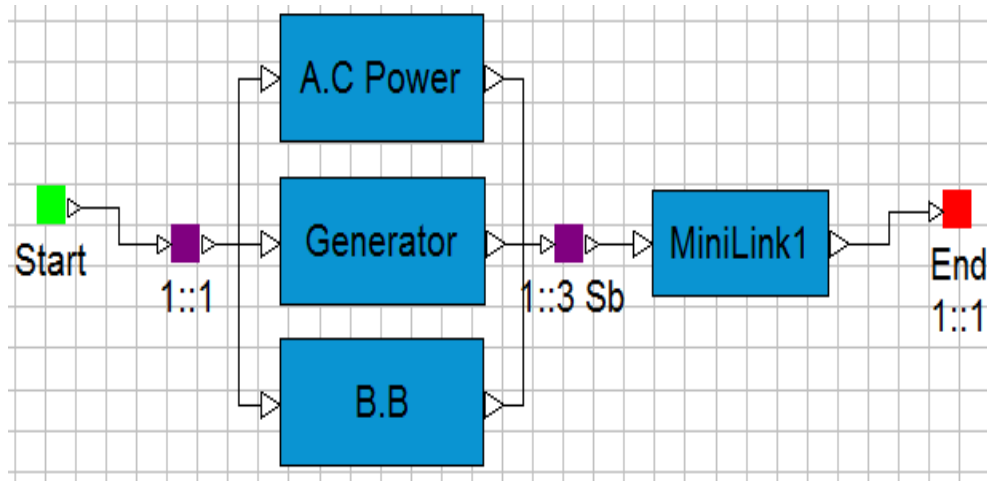 Start
1::1
A.C Power
Generator
B.B
1::3 Sb
MiniLink1
End
1::1